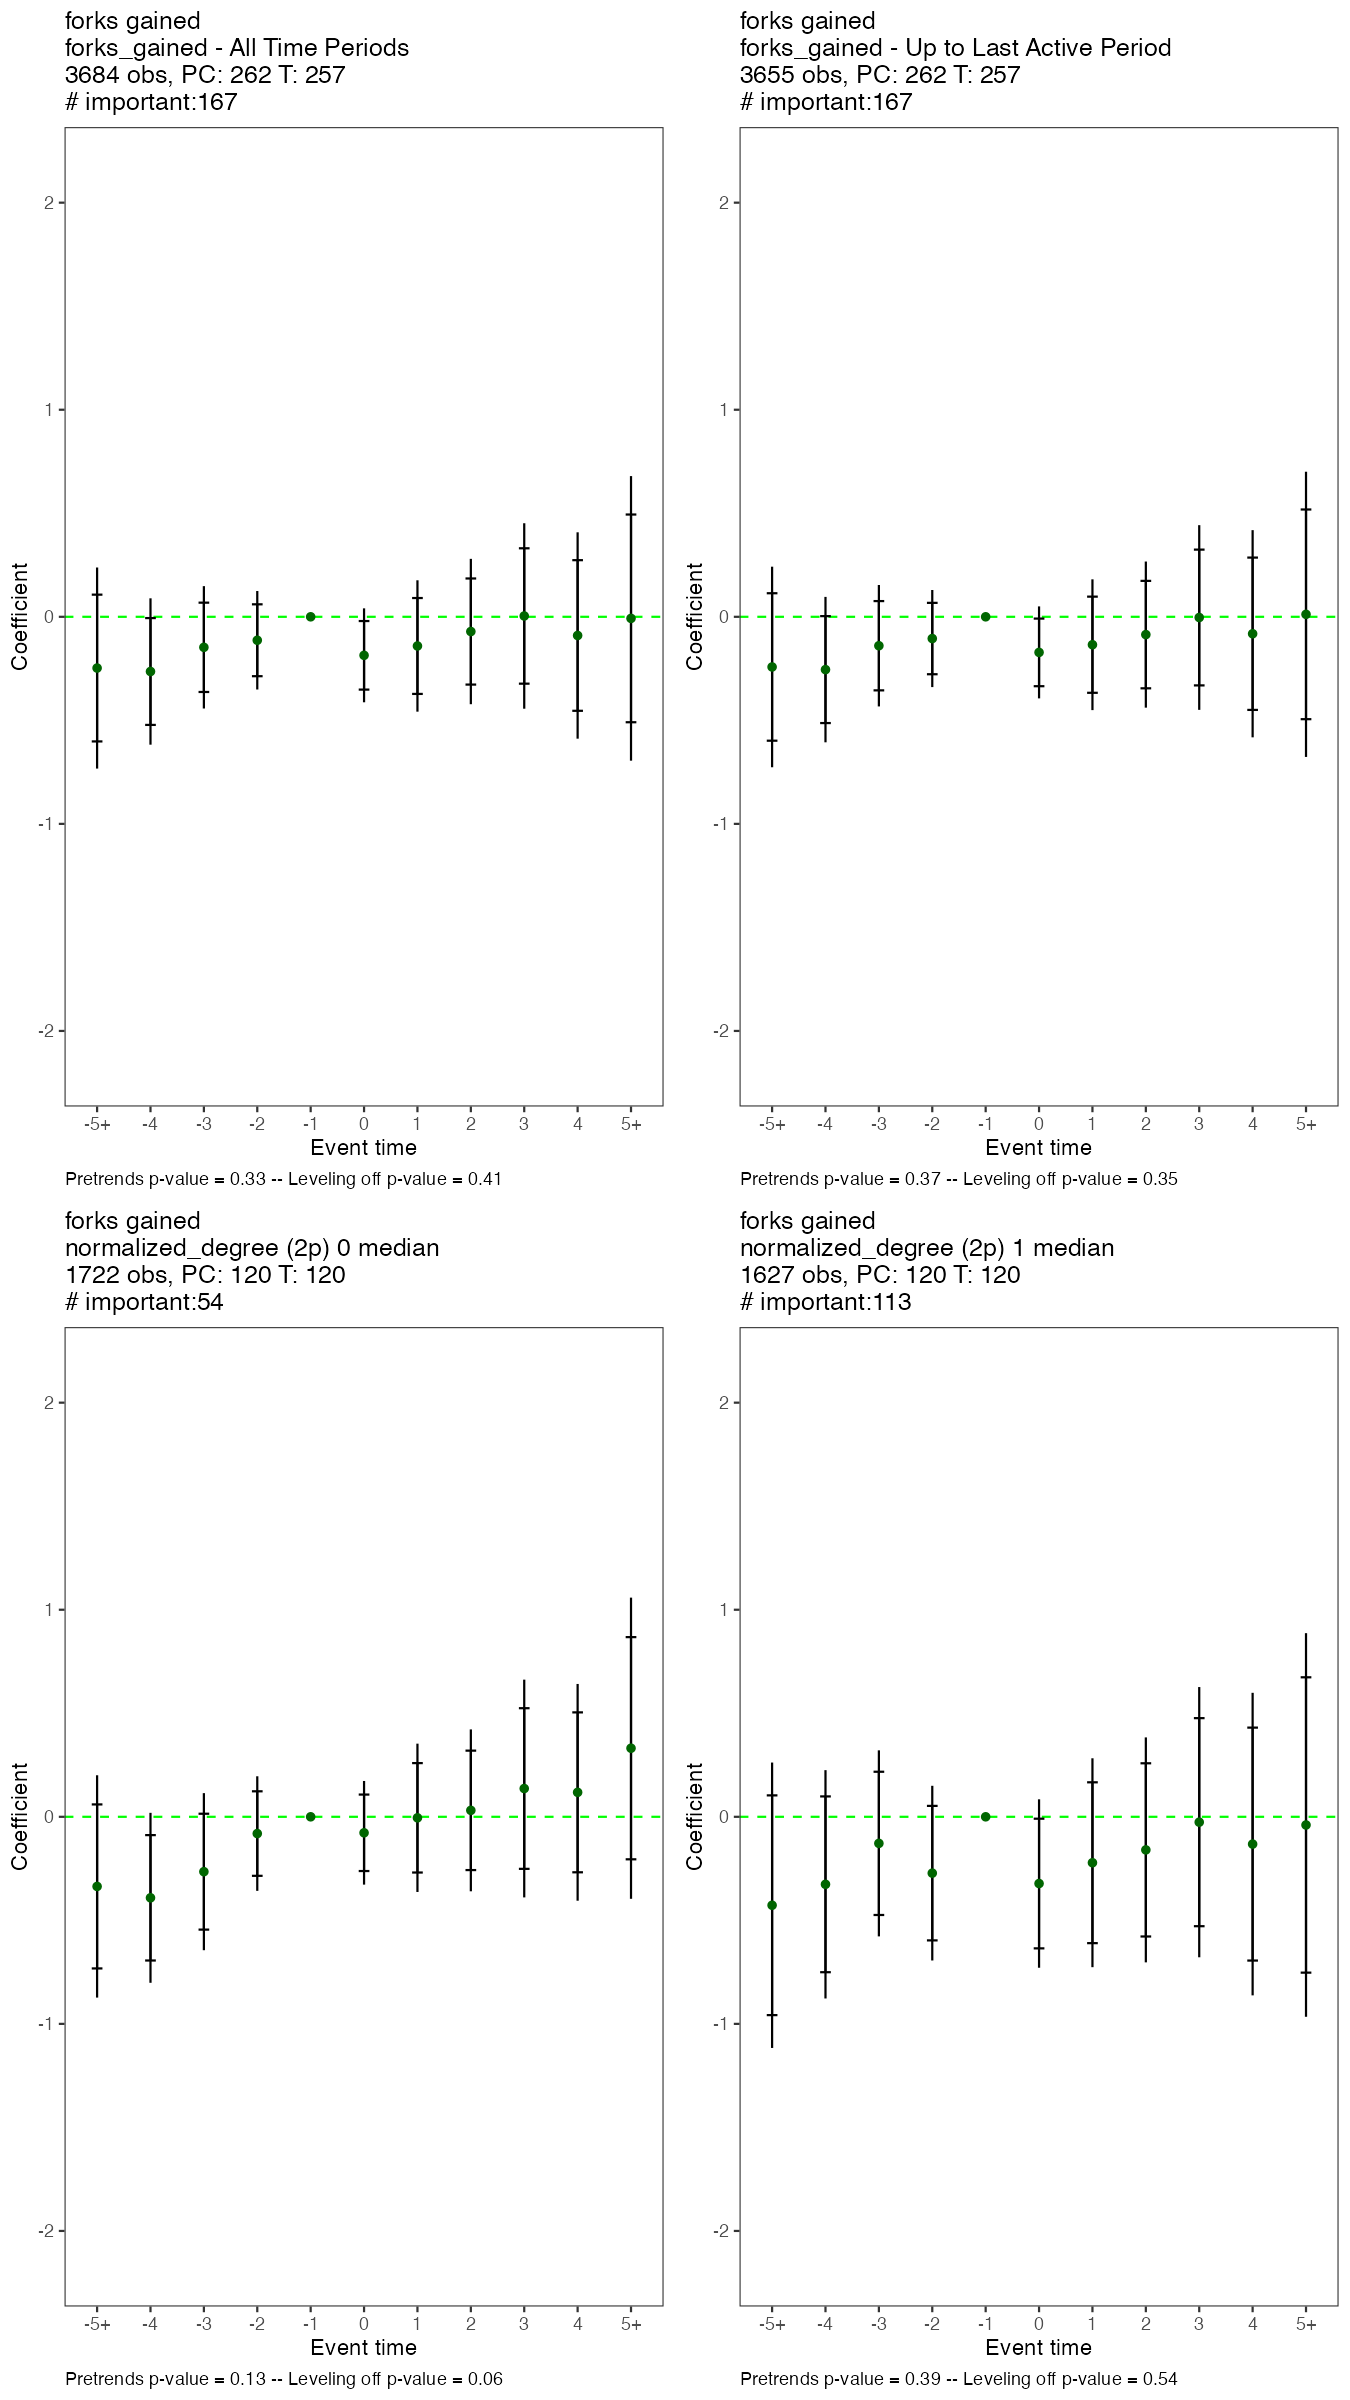 forks gained
forks_gained - All Time Periods
3684 obs, PC: 262 T: 257
# important:167
2
1
0
-1
-2
Coefficient
-5+ -4 -3 -2 -1 0 1 2 3 4 5+
Event time
Pretrends p-value = 0.33 -- Leveling off p-value = 0.41
forks gained
forks_gained - Up to Last Active Period
3655 obs, PC: 262 T: 257
# important:167
2
1
0
-1
-2
Coefficient
-5+ -4 -3 -2 -1 0 1 2 3 4 5+
Event time
Pretrends p-value = 0.37 -- Leveling off p-value = 0.35
forks gained
normalized_degree (2p) 0 median
1722 obs, PC: 120 T: 120
# important:54
2
1
0
-1
-2
Coefficient
-5+ -4 -3 -2 -1 0 1 2 3 4 5+
Event time
Pretrends p-value = 0.13 -- Leveling off p-value = 0.06
forks gained
normalized_degree (2p) 1 median
1627 obs, PC: 120 T: 120
# important:113
2
1
0
-1
-2
Coefficient
-5+ -4 -3 -2 -1 0 1 2 3 4 5+
Event time
Pretrends p-value = 0.39 -- Leveling off p-value = 0.54